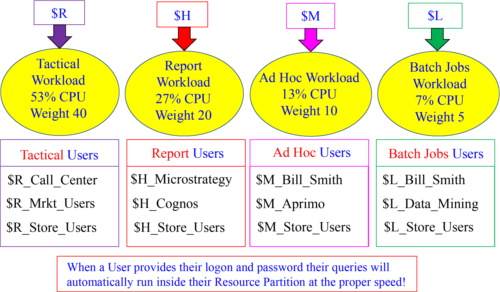 $R
$H
$M
$L
Tactical
Workload
53% CPU
Weight 40
Report
Workload
27% CPU
Weight 20
Ad Hoc Workload
13% CPU
Weight 10
Batch Jobs
Workload
7% CPU
Weight 5
Tactical Users
$R_Call_Center
$R_Mrkt_Users
$R_Store_Users
Report Users
$H_Microstrategy
$H_Cognos
$H_Store_Users
Ad Hoc Users
$M_Bill_Smith
$M_Aprimo
$M_Store_Users
Batch Jobs Users
$L_Bill_Smith
$L_Data_Mining
$L_Store_Users
When a User provides their logon and password their queries will
automatically run inside their Resource Partition at the proper speed!